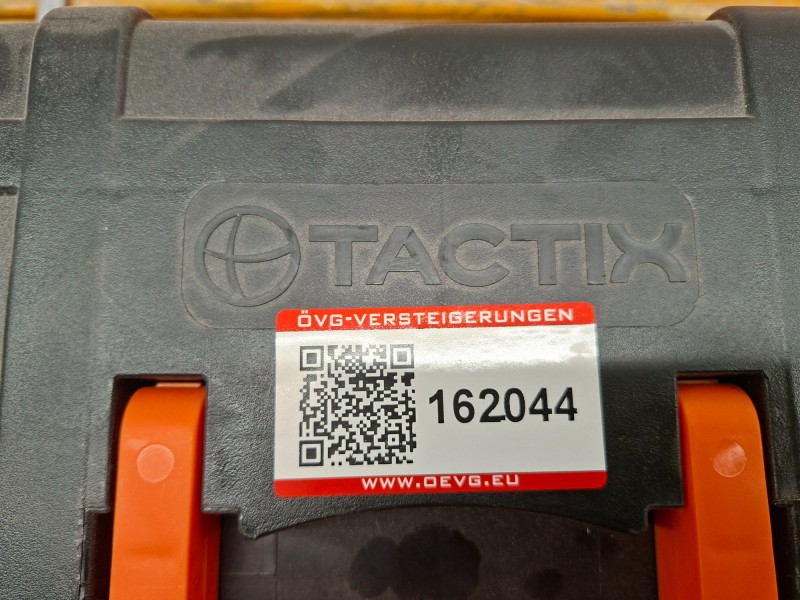 TACTIX
ÖVG-VERSTEIGERUNGEN
162044
WWW.OEVG.EU